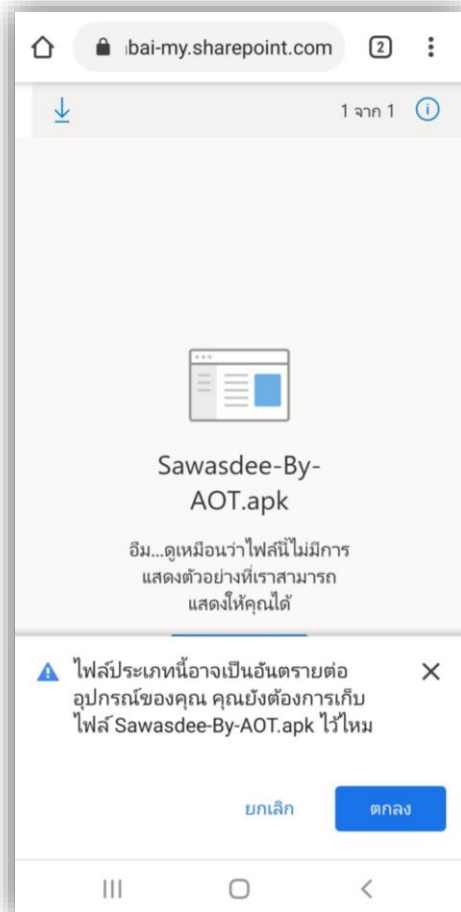 ibai-my.sharepoint.com 2
1 จาก 1
Sawasdee-By-
AOT.apk
อืม...ดูเหมือนว่าไฟล์นี้ไม่มีการ
แสดงตัวอย่างที่เราสามารถ
แสดงให้คุณได้
ไฟล์ประเภทนี้อาจเป็นอันตรายต่อ
อุปกรณ์ของคุณ คุณยังต้องการเก็บ
ไฟล์ Sawasdee-By-AOT.apk ไว้ไหม
ยกเลิก ตกลง